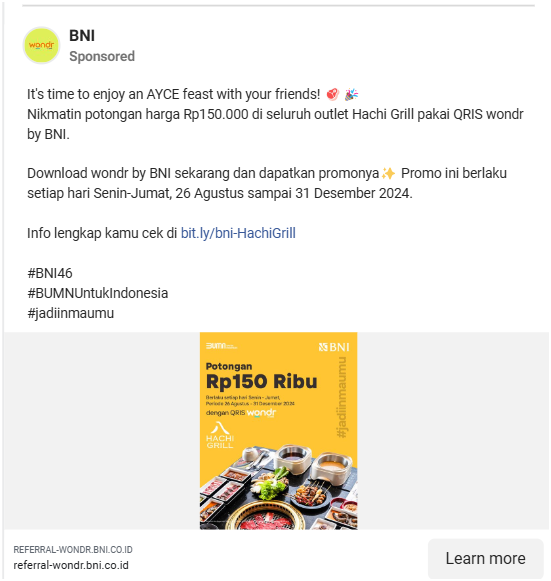 wondr
BNI
Sponsored
It's time to enjoy an AYCE feast with your friends! 🥩 🎉
Nikmatin potongan harga Rp150.000 di seluruh outlet Hachi Grill pakai QRIS wondr
by BNI.
Download wondr by BNI sekarang dan dapatkan promonya✨ Promo ini berlaku
setiap hari Senin-Jumat, 26 Agustus sampai 31 Desember 2024.
Info lengkap kamu cek di bit.ly/bni-HachiGrill
#BNI46
#BUMNUntukIndonesia
#jadiinmaumu
BNI
Potongan
Rp150 Ribu
Berlaku setiap hari Senin - Jumat,
Periode 26 Agustus - 31 Desember 2024
dengan QRIS wondr
HACHI
GRILL
#jadiinmaumu
REFERRAL-WONDR.BNI.CO.ID
referral-wondr.bni.co.id
Learn more